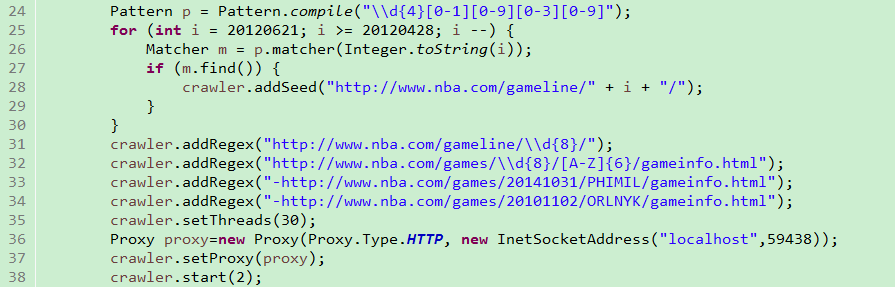 24 Pattern p = Pattern.compile("\\d{4}[0-1][0-9][0-3][0-9]");
25 for (int i = 20120621; i >= 20120428; i --) {
26 Matcher m = p.matcher(Integer.toString(i));
27 if (m.find()) {
28 crawler.addSeed("http://www.nba.com/gameline/" + i + "/");
29 }
30 }
31 crawler.addRegex("http://www.nba.com/gameline/\\d{8}/");
32 crawler.addRegex("http://www.nba.com/games/\\d{8}/[A-Z]{6}/gameinfo.html");
33 crawler.addRegex("-http://www.nba.com/games/20141031/PHIMIL/gameinfo.html");
34 crawler.addRegex("-http://www.nba.com/games/20101102/ORLNYK/gameinfo.html");
35 crawler.setThreads(30);
36 Proxy proxy=new Proxy(Proxy.Type.HTTP, new InetSocketAddress("localhost",59438));
37 crawler.setProxy(proxy);
38 crawler.start(2);